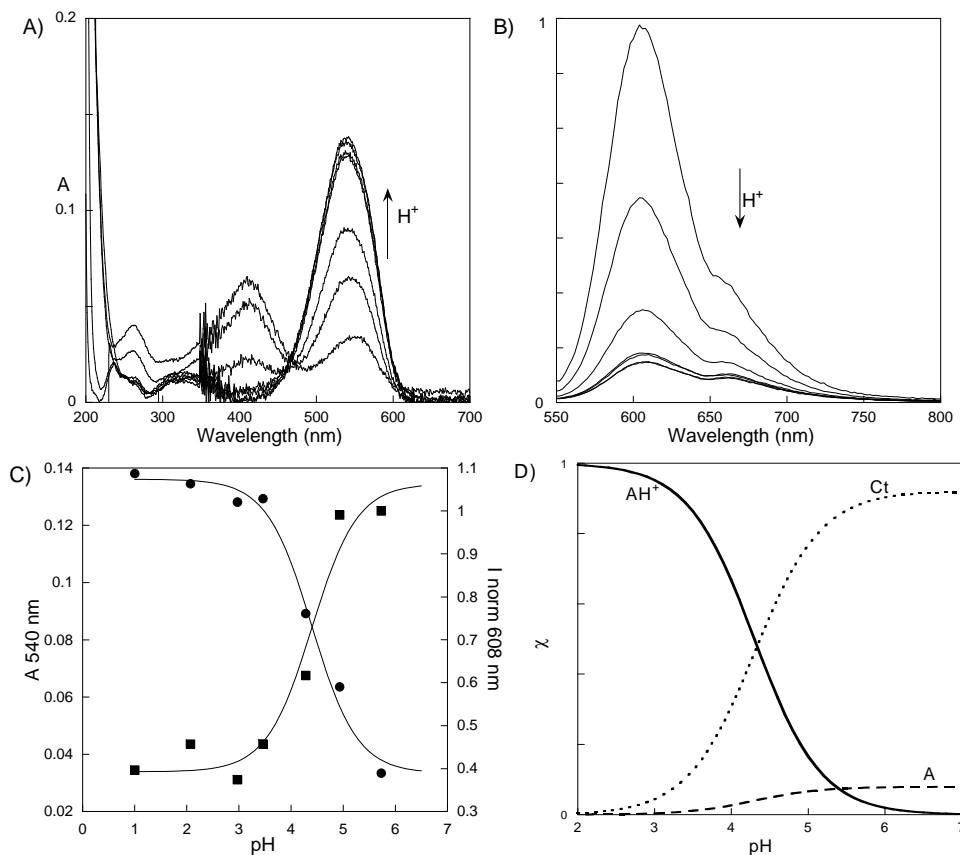 A)
0.2
0.1
0
A
H+
200 300 400 500 600 700
Wavelength (nm)
B)
1
0
H+
550 600 650 700 750 800
Wavelength (nm)
C)
0.14
0.12
0.1
0.08
0.06
0.04
0.02
A 540 nm
0 1 2 3 4 5 6 7
pH
1.1
1
0.9
0.8
0.7
0.6
0.5
0.4
0.3
I norm 608 nm
D)
1
0
χ
AH+
Ct
A
2 3 4 5 6 7
pH